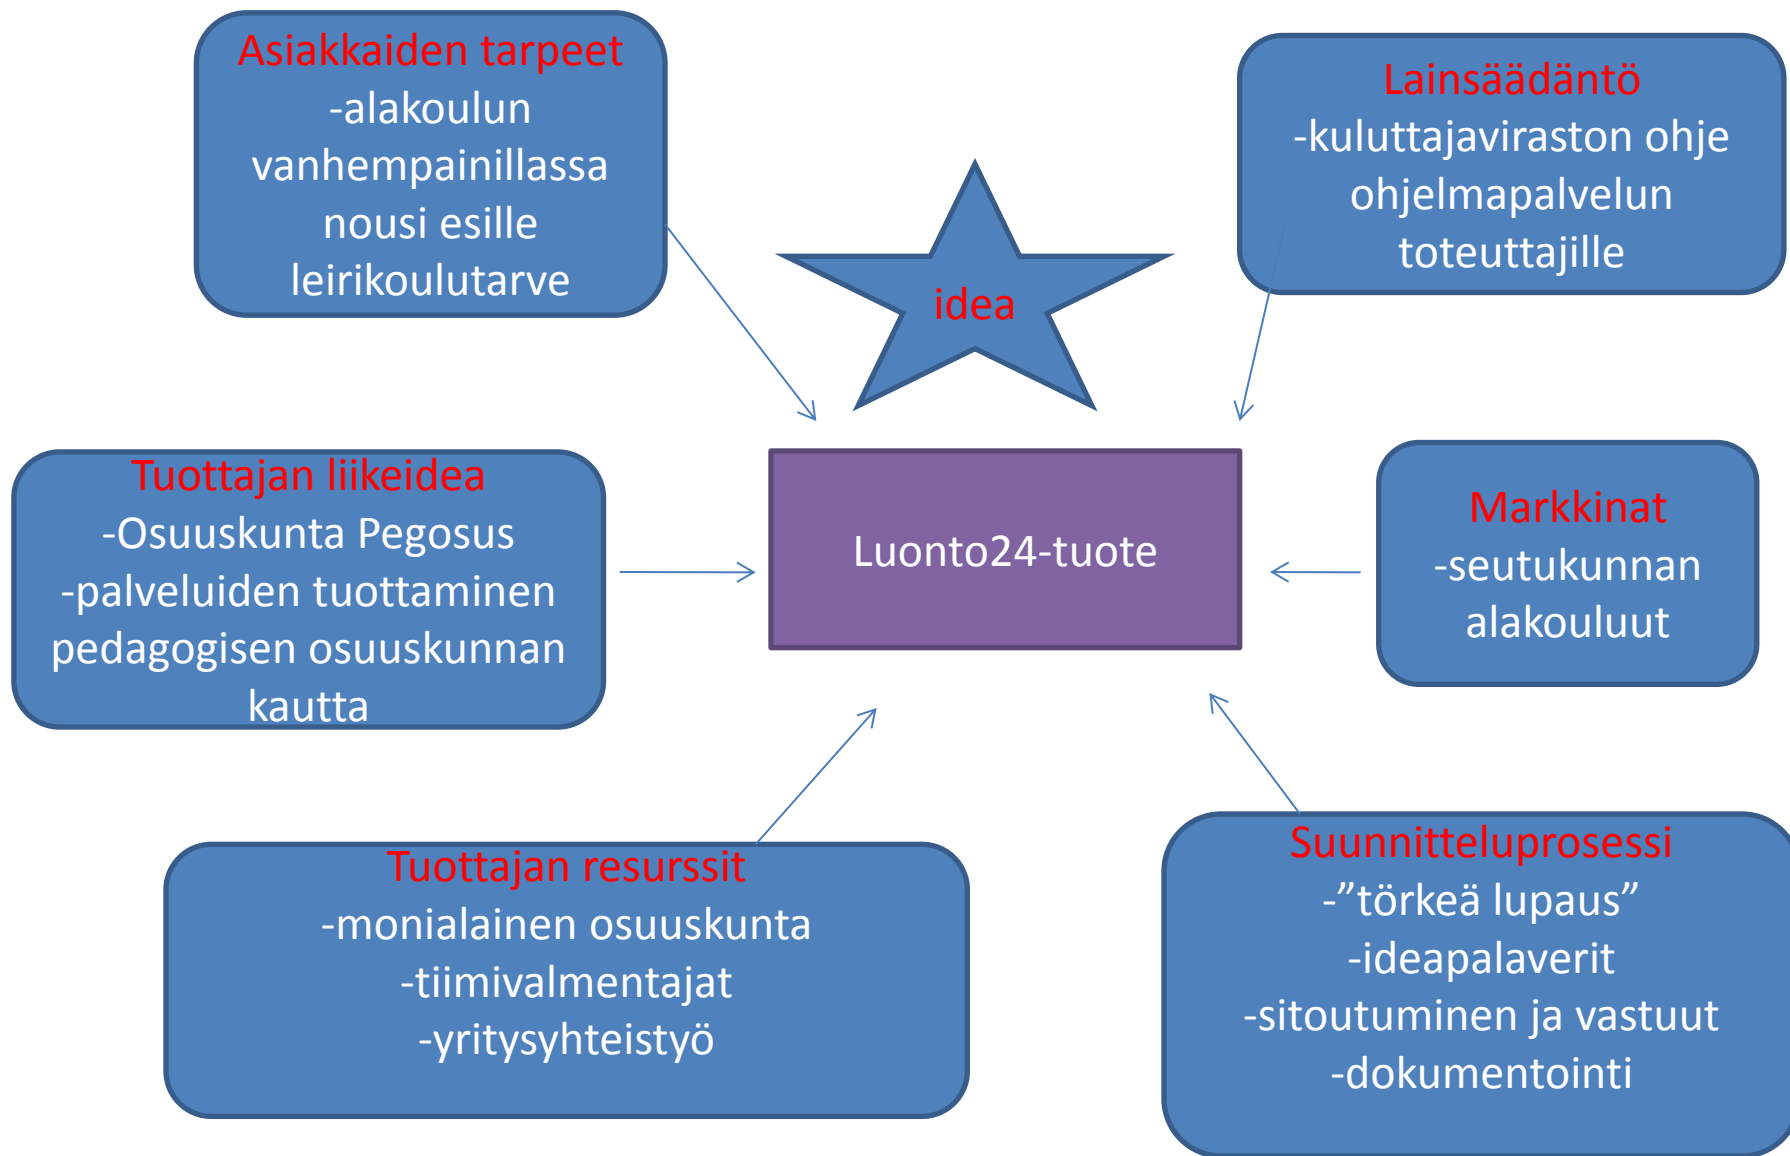 Asiakkaiden tarpeet
-alakoulun
vanhempainillassa
nousi esille
leirikoulutarve
idea
Lainsäädäntö
-kuluttajaviraston ohje
ohjelmapalvelun
toteuttajille
Tuottajan liikeidea
-Osuuskunta Pegosus
-palveluiden tuottaminen
pedagogisen osuuskunnan
kautta
Luonto24-tuote
Markkinat
-seutukunnan
alakouluut
Tuottajan resurssit
-monialainen osuuskunta
-tiimivalmentajat
-yritysyhteistyö
Suunnitteluprosessi
-”törkeä lupaus”
-ideapalaverit
-sitoutuminen ja vastuut
-dokumentointi